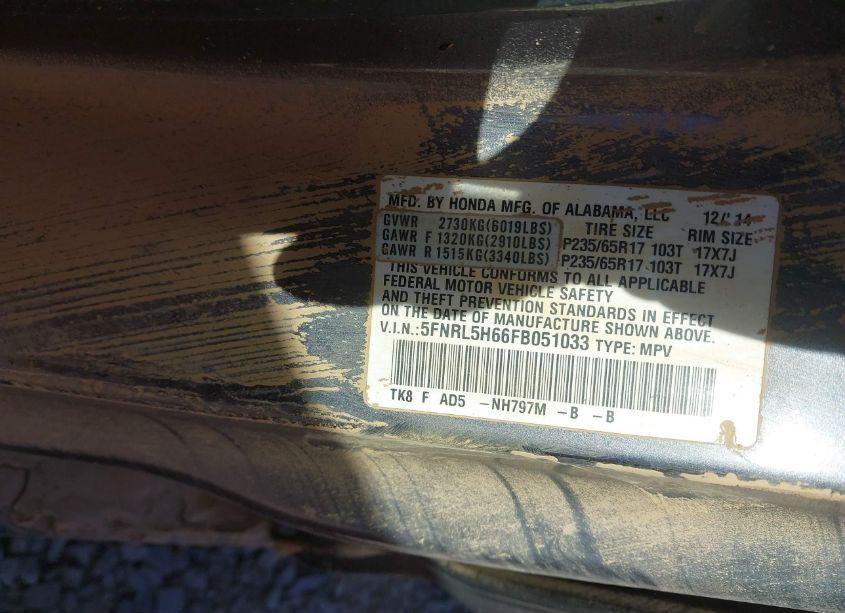 MFD. BY HONDA MFG. OF ALABAMA, LLC 12/14
GVWR 2730KG(6019LBS) TIRE SIZE RIM SIZE
GAWR F 1320KG(2910LBS) P235/65R17 103T 17X7J
GAWR R 1515KG(3340LBS) P235/65R17 103T 17X7J
THIS VEHICLE CONFORMS TO ALL APPLICABLE
FEDERAL MOTOR VEHICLE SAFETY
AND THEFT PREVENTION STANDARDS IN EFFECT
ON THE DATE OF MANUFACTURE SHOWN ABOVE.
V.I.N.: 5FNRL5H66FB051033 TYPE: MPV
TK8 F AD5 -NH797M -B -B